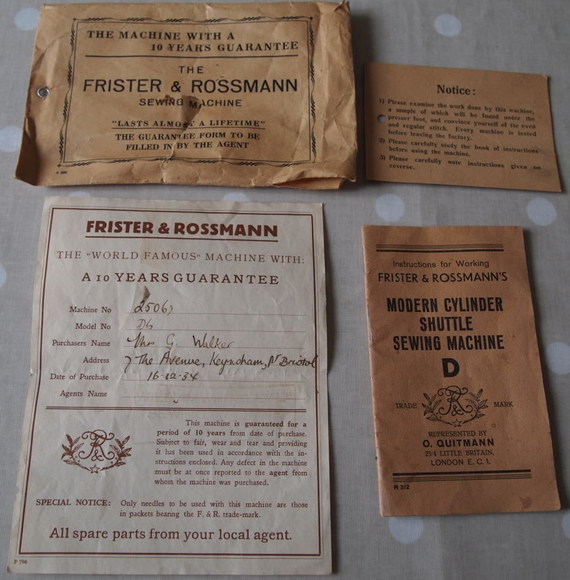 THE MACHINE WITH A
10 YEARS GUARANTEE
THE
FRISTER & ROSSMANN
SEWING MACHINE
"LASTS ALMOST A LIFETIME"
THE GUARANTEE FORM TO BE
FILLED IN BY THE AGENT
Notice:
1) Please examine the work done by this machine,
a sample of which will be found under the
presser foot, and convince yourself of its even
and regular stitch. Every machine is tested
before leaving the factory.
2) Please carefully study the book of instructions
before using the machine.
3) Please carefully note instructions given on
reverse.
FRISTER & ROSSMANN
THE "WORLD FAMOUS" MACHINE WITH:
A 10 YEARS GUARANTEE
Machine No
Model No
Purchasers Name Mrs G. Walker
Address 7 The Avenue, Keynsham, Nr Bristol
Date of Purchase 16-12-34
Agents Name
This machine is guaranteed for a
period of 10 years from date of purchase.
Subject to fair, wear and tear and providing
it has been used in accordance with the in-
structions enclosed. Any defect in the machine
must be at once reported to the agent from
whom the machine was purchased.
SPECIAL NOTICE: Only needles to be used with this machine are those
in packets bearing the F. & R. trade-mark.
All spare parts from your local agent.
Instructions for Working
FRISTER & ROSSMANN'S
MODERN CYLINDER
SHUTTLE
SEWING MACHINE
D
TRADE MARK
REPRESENTED BY
O. QUITMANN
LITTLE BRITAIN,
LONDON E.C.1.